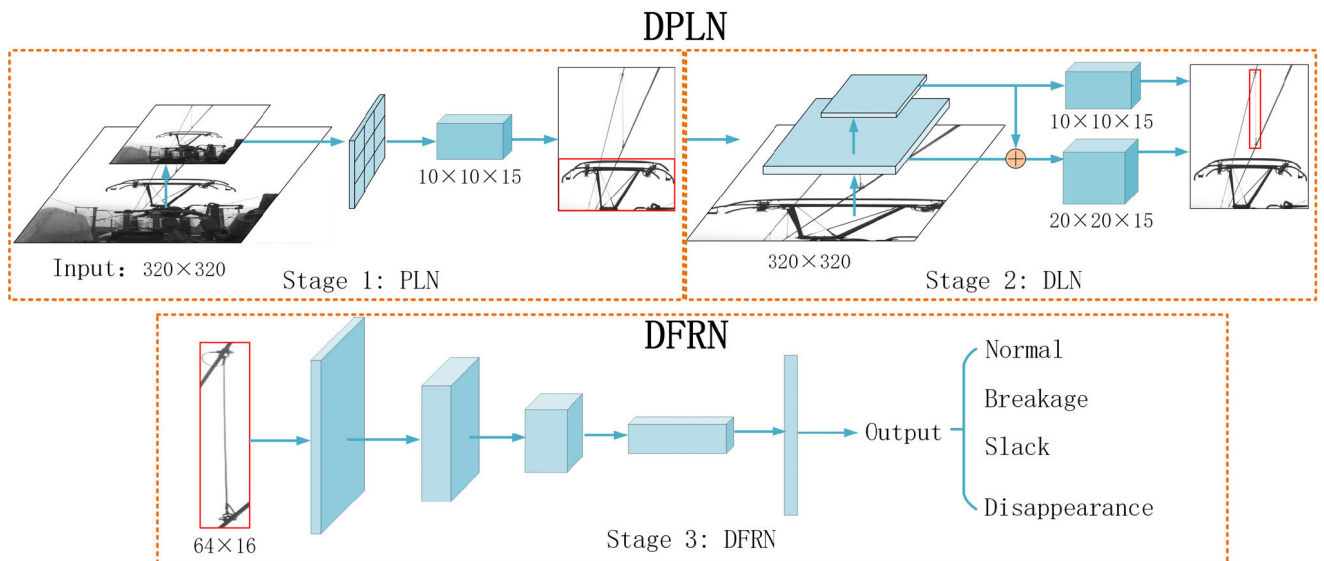 DPLN
10×10×15
Input: 320×320
Stage 1: PLN
10×10×15
20×20×15
320×320
Stage 2: DLN
DFRN
64×16
Output
Normal
Breakage
Slack
Disappearance
Stage 3: DFRN